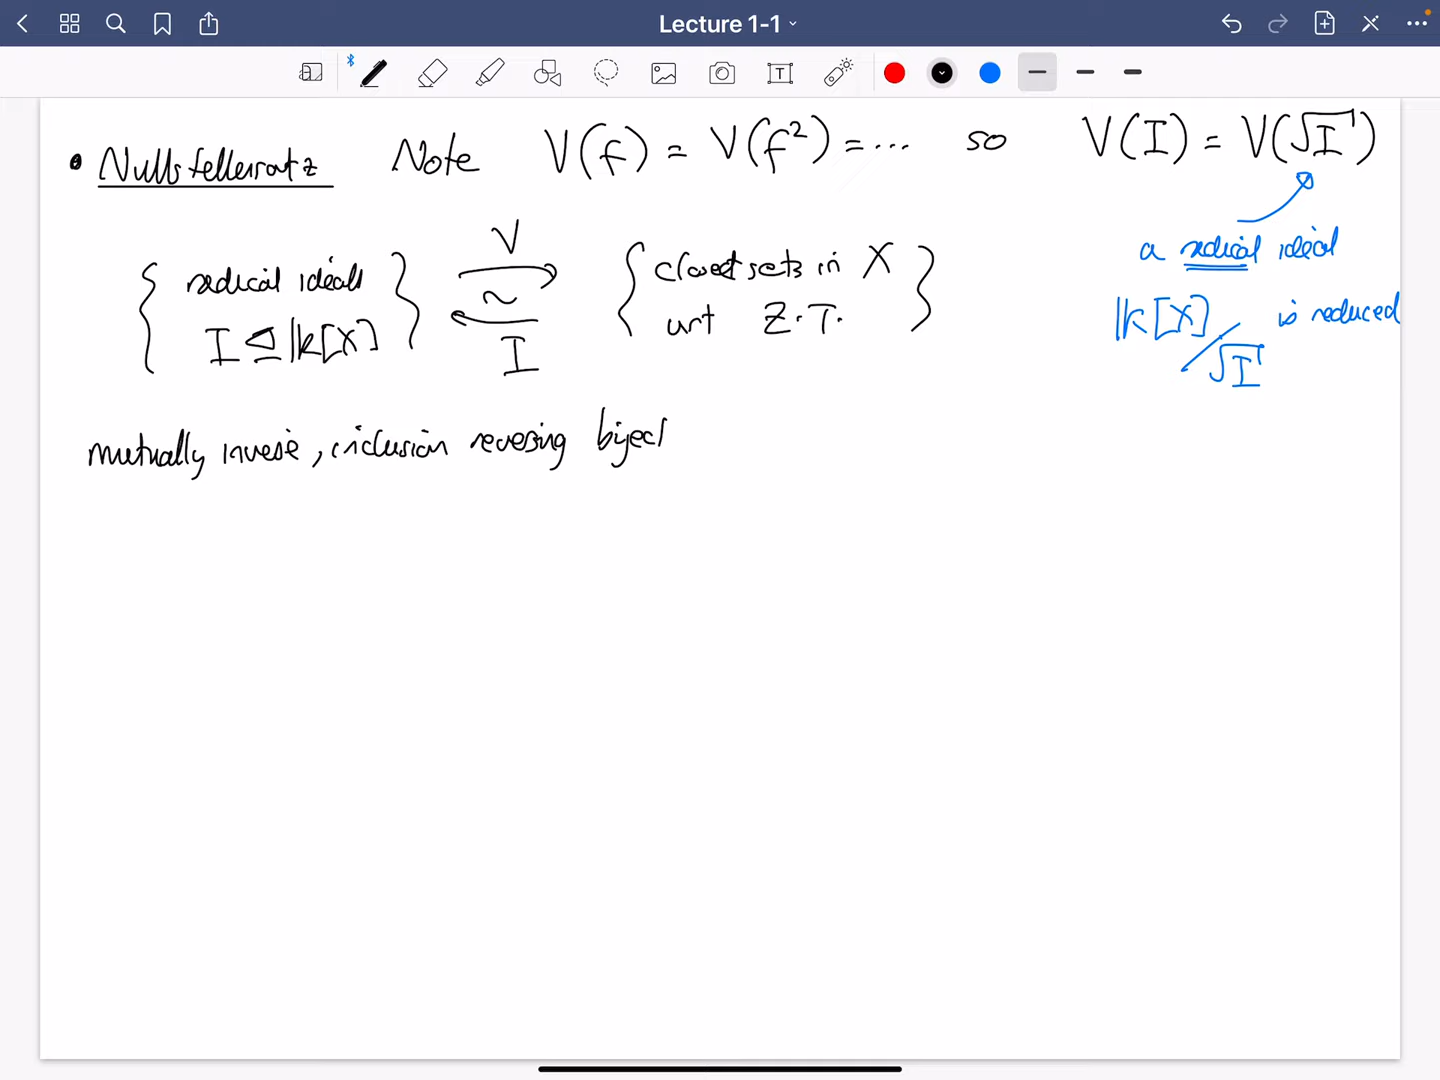 Lecture 1-1
T
• Nullstellensatz Note V(f) = V(f²) = ... so V(I) = V(√I)
a radical ideal
𝕜[X]/√I is reduced
{ radical ideals I ⊴ 𝕜[X] } V ⇄ ~ I { closed sets in X wrt Z.T. }
mutually inverse, inclusion reversing biject